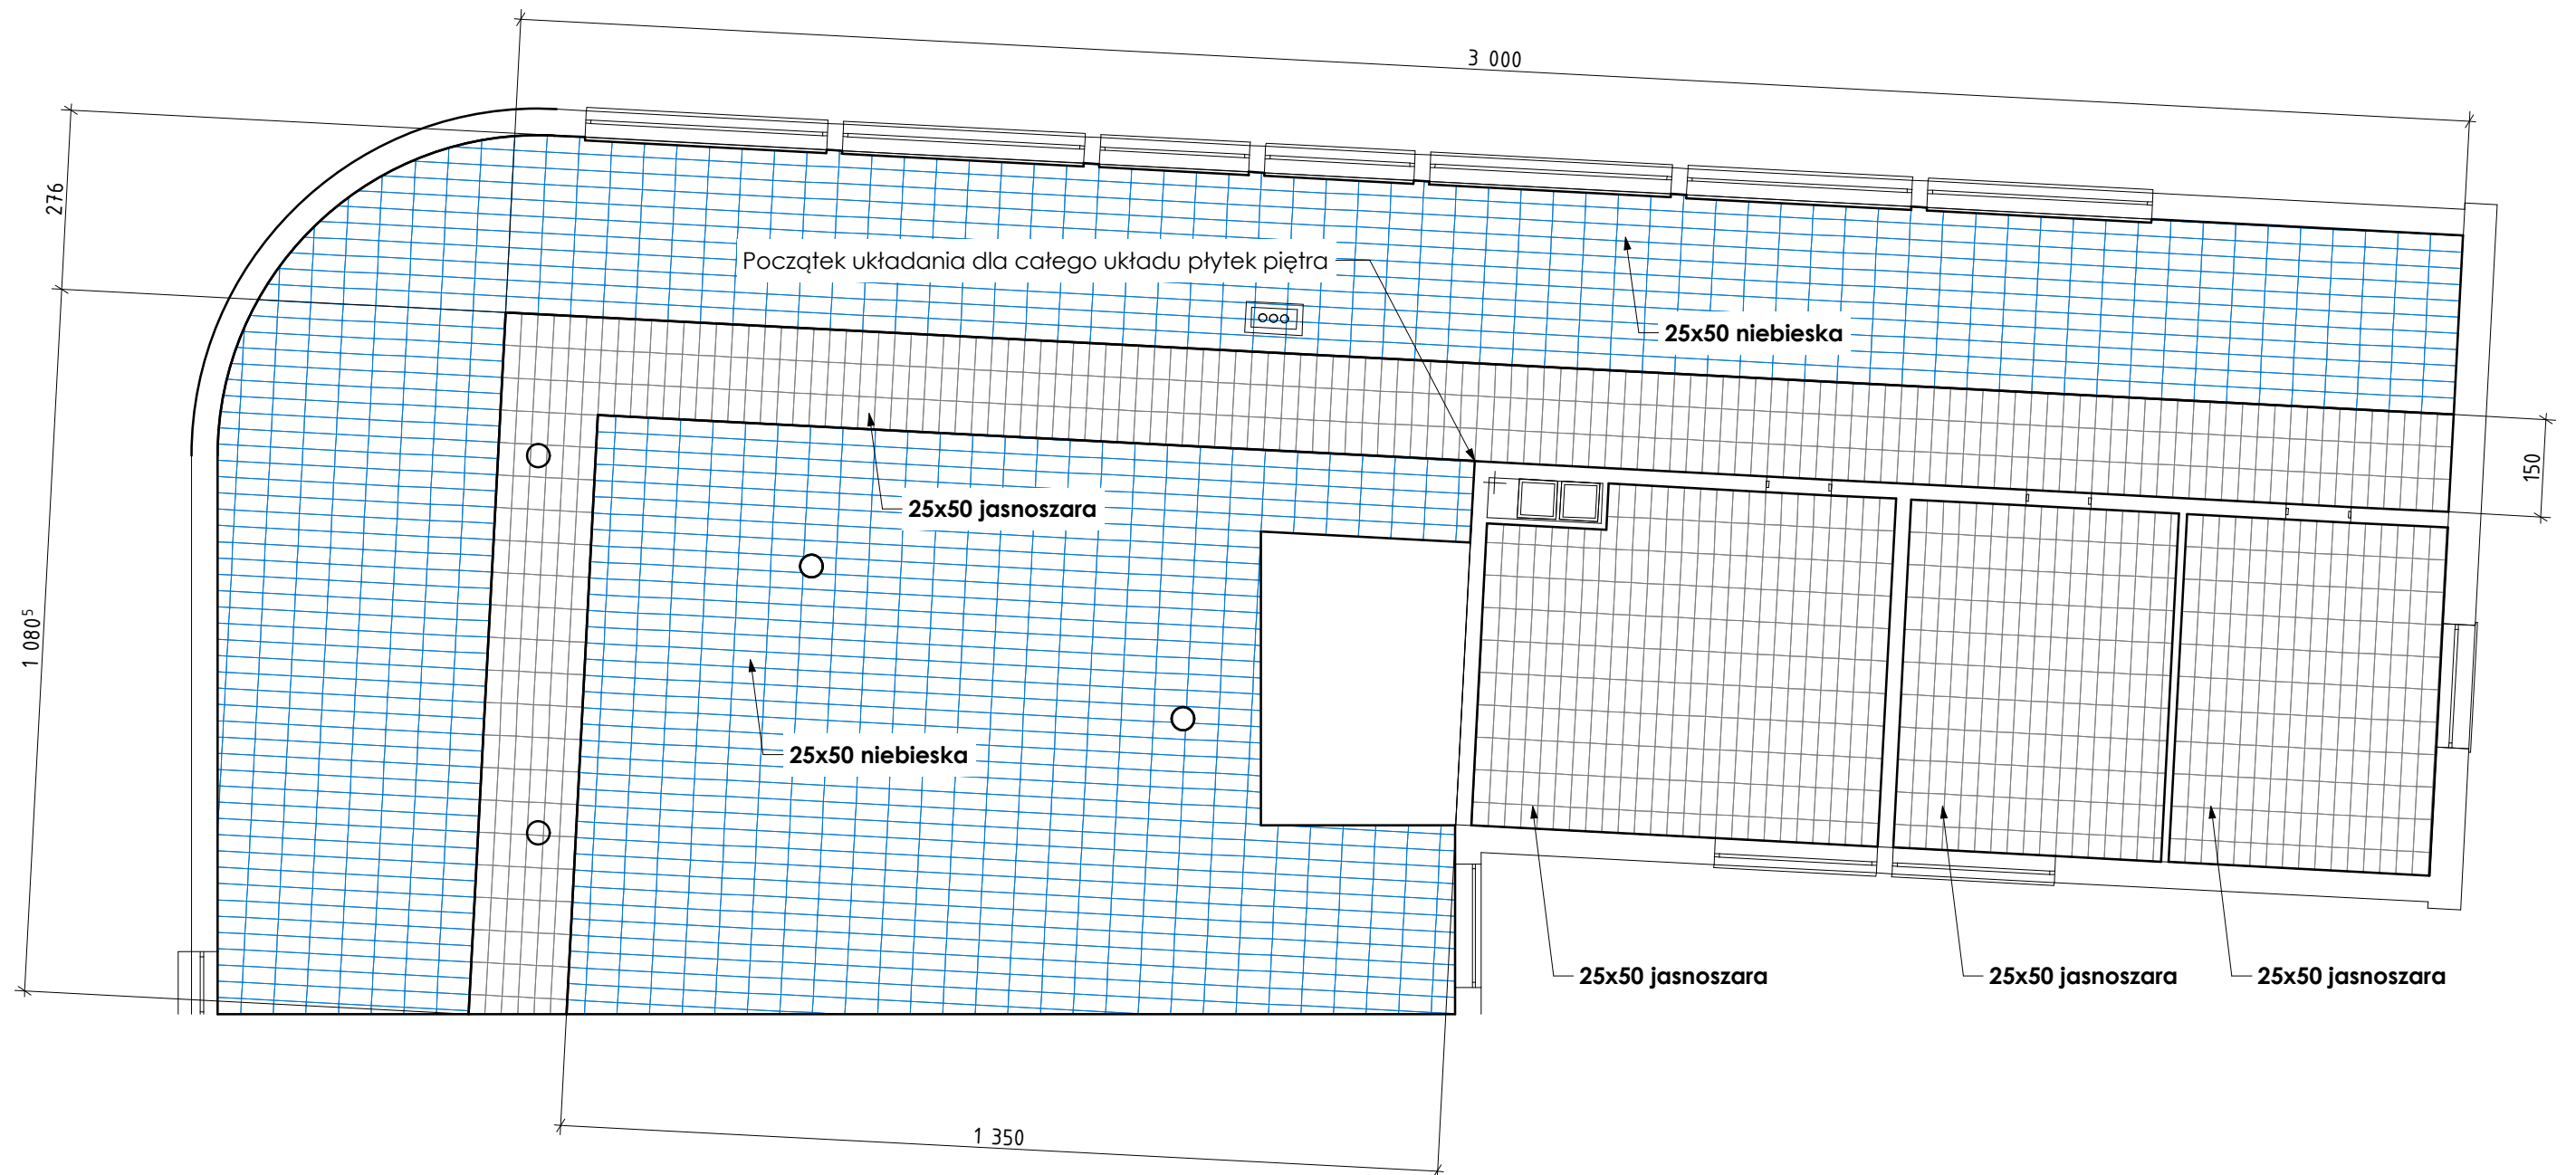 3 000
276
Początek układania dla całego układu płytek piętra
25x50 niebieska
150
25x50 jasnoszara
1 080⁵
25x50 niebieska
25x50 jasnoszara
25x50 jasnoszara
25x50 jasnoszara
1 350